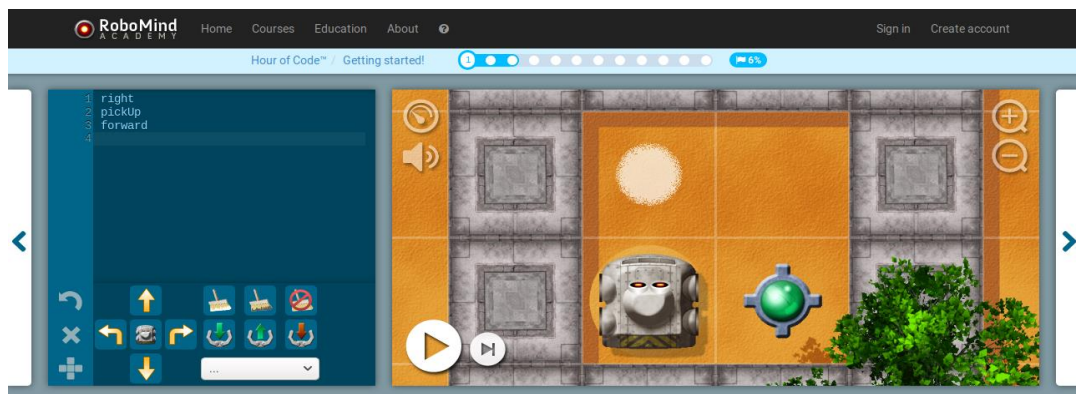 RoboMind
ACADEMY
Home Courses Education About ?
Sign in Create account
Hour of Code™ / Getting started!
1
6%
1 right
2 pickUp
3 forward
4
...